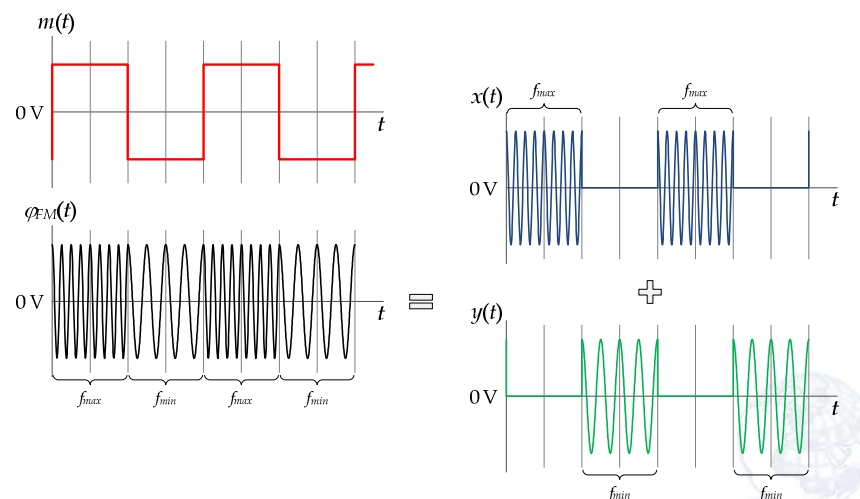 m(t)
0 V
t
φFM(t)
0 V
t
fmax
fmin
fmax
fmin
x(t)
fmax
fmax
0 V
t
y(t)
0 V
t
fmin
fmin